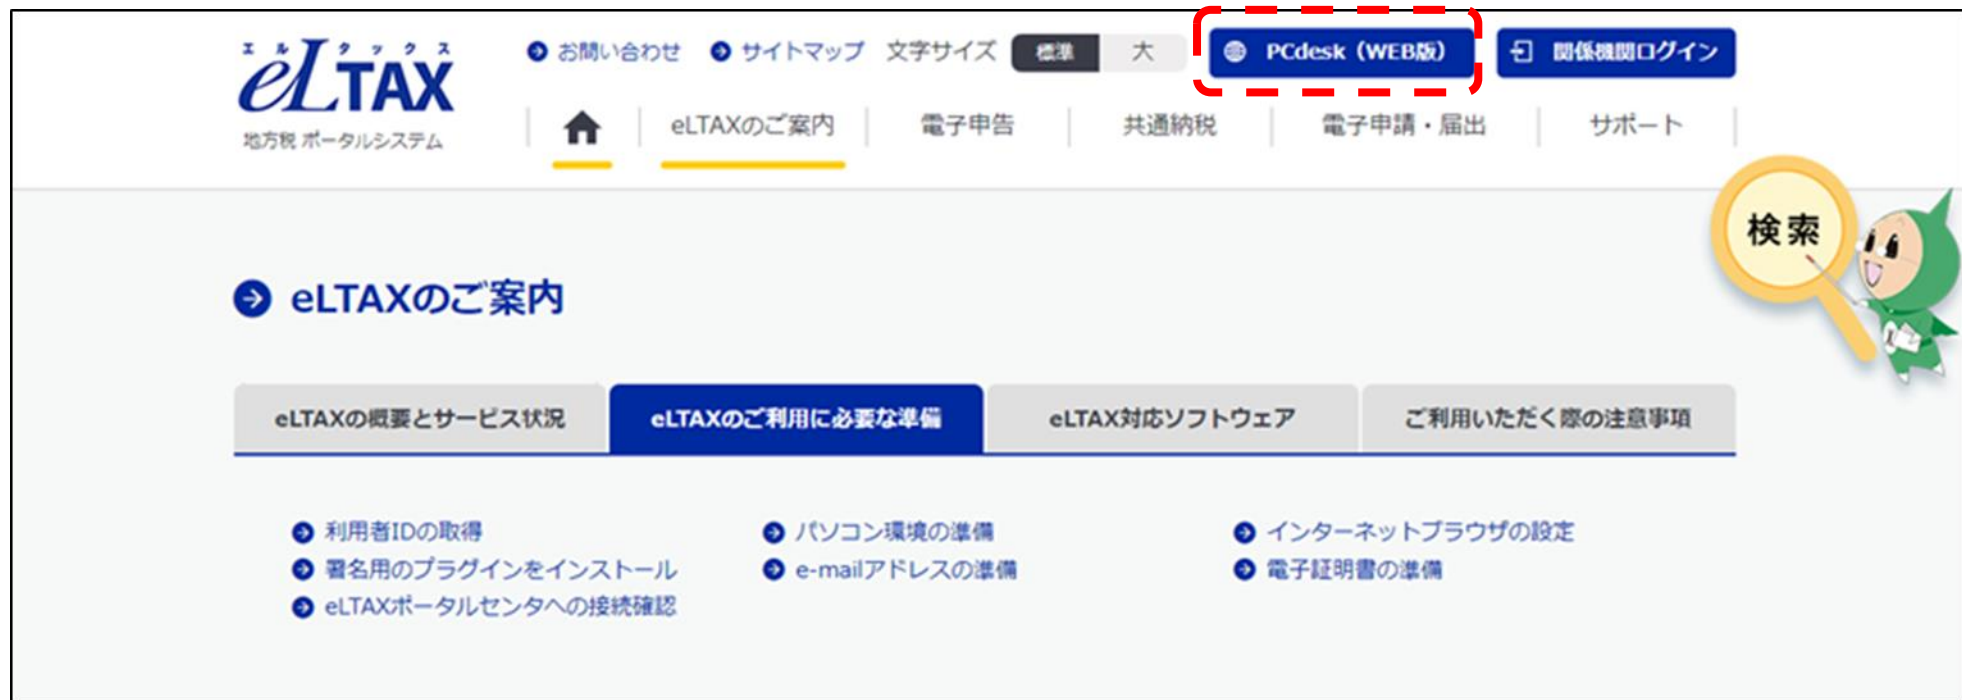 エルタックス
eLTAX
地方税 ポータルシステム
お問い合わせ サイトマップ 文字サイズ 標準 大 PCdesk（WEB版） 関係機関ログイン
eLTAXのご案内 電子申告 共通納税 電子申請・届出 サポート
検索
eLTAXのご案内
eLTAXの概要とサービス状況 eLTAXのご利用に必要な準備 eLTAX対応ソフトウェア ご利用いただく際の注意事項
利用者IDの取得 パソコン環境の準備 インターネットブラウザの設定
署名用のプラグインをインストール e-mailアドレスの準備 電子証明書の準備
eLTAXポータルセンタへの接続確認